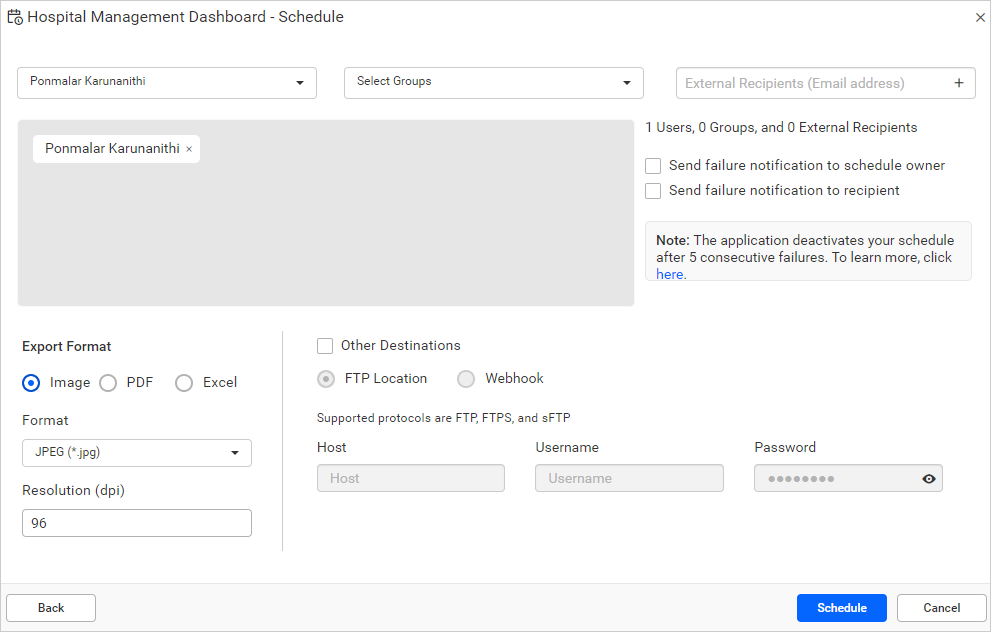 Hospital Management Dashboard - Schedule
Ponmalar Karunanithi
Select Groups
External Recipients (Email address)
Ponmalar Karunanithi ×
1 Users, 0 Groups, and 0 External Recipients
Send failure notification to schedule owner
Send failure notification to recipient
Note: The application deactivates your schedule
after 5 consecutive failures. To learn more, click
here.
Export Format
Image
PDF
Excel
Format
JPEG (*.jpg)
Resolution (dpi)
96
Other Destinations
FTP Location
Webhook
Supported protocols are FTP, FTPS, and sFTP
Host
Username
Password
Host
Username
Back
Schedule
Cancel